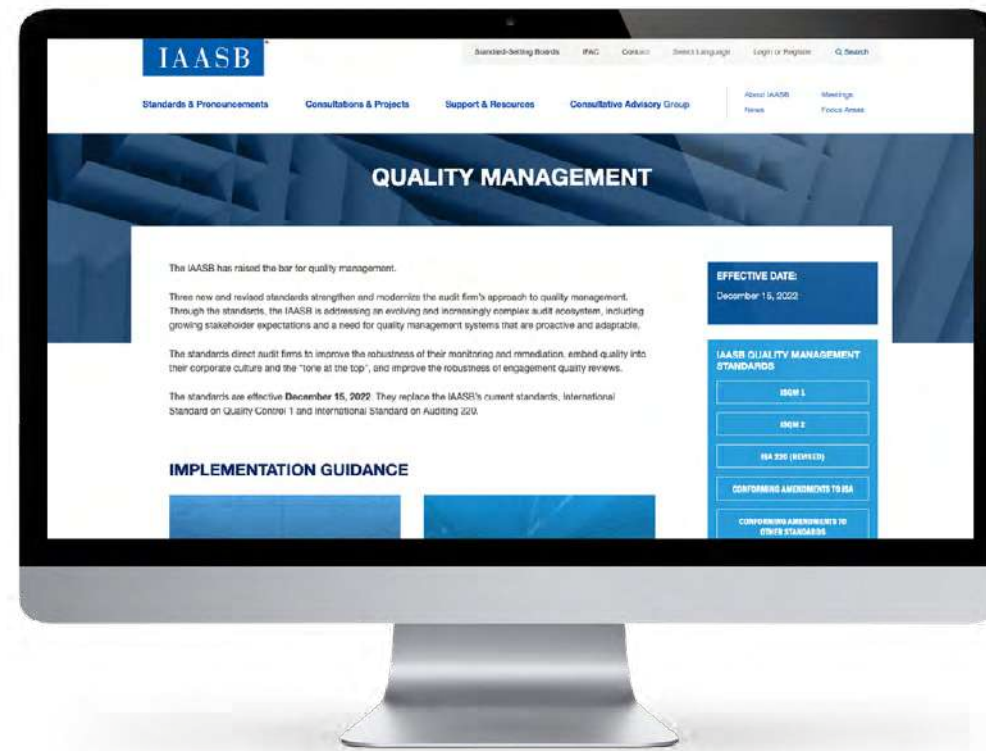 IAASB
Standard-Setting Boards IFAC Contact Select Language Login or Register Search
Standards & Pronouncements Consultations & Projects Support & Resources Consultative Advisory Group
About IAASB Meetings
News Focus Areas
QUALITY MANAGEMENT
The IAASB has raised the bar for quality management.
Three new and revised standards strengthen and modernize the audit firm's approach to quality management.
Through the standards, the IAASB is addressing an evolving and increasingly complex audit ecosystem, including
growing stakeholder expectations and a need for quality management systems that are proactive and adaptable.
The standards direct audit firms to improve the robustness of their monitoring and remediation, embed quality into
their corporate culture and the "tone at the top", and improve the robustness of engagement quality reviews.
The standards are effective December 15, 2022. They replace the IAASB's current standards, International
Standard on Quality Control 1 and International Standard on Auditing 220.
IMPLEMENTATION GUIDANCE
EFFECTIVE DATE:
December 15, 2022
IAASB QUALITY MANAGEMENT
STANDARDS
ISQM 1
ISQM 2
ISA 220 (REVISED)
CONFORMING AMENDMENTS TO ISA
CONFORMING AMENDMENTS TO
OTHER STANDARDS